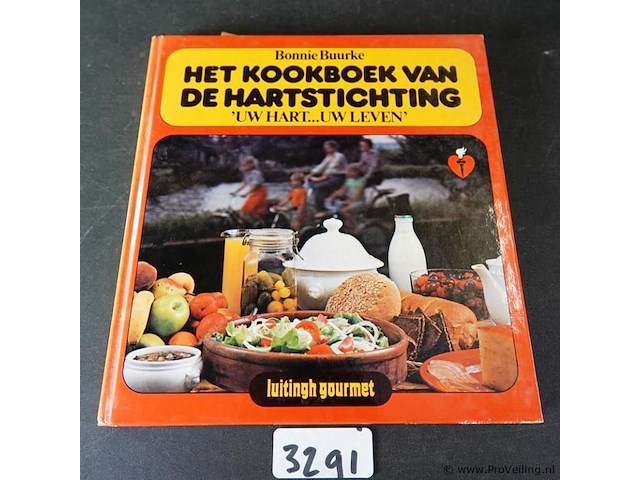 Bonnie Buurke
HET KOOKBOEK VAN
DE HARTSTICHTING
'UW HART...UW LEVEN'
luitingh gourmet
3291
© www.ProVeiling.nl